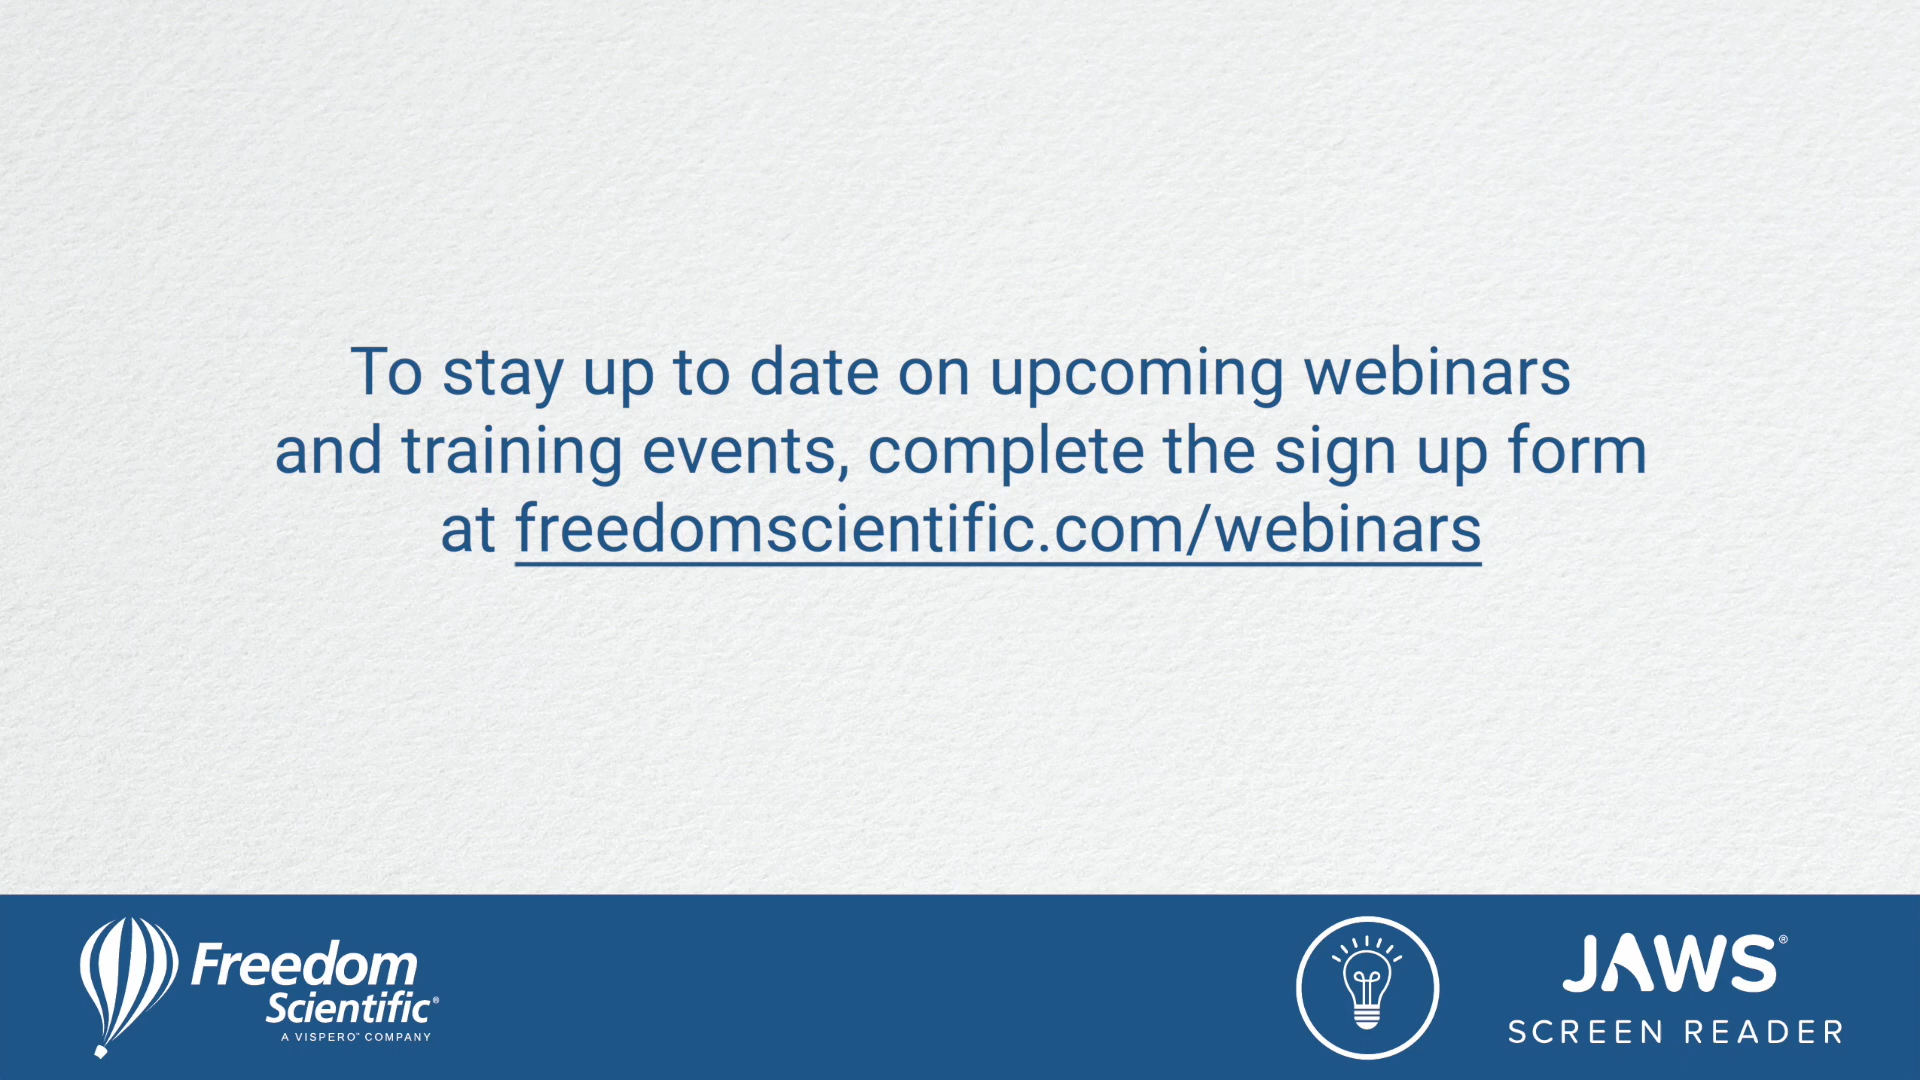 To stay up to date on upcoming webinars
and training events, complete the sign up form
at freedomscientific.com/webinars
Freedom
Scientific®
A VISPERO™ COMPANY
JAWS®
SCREEN READER